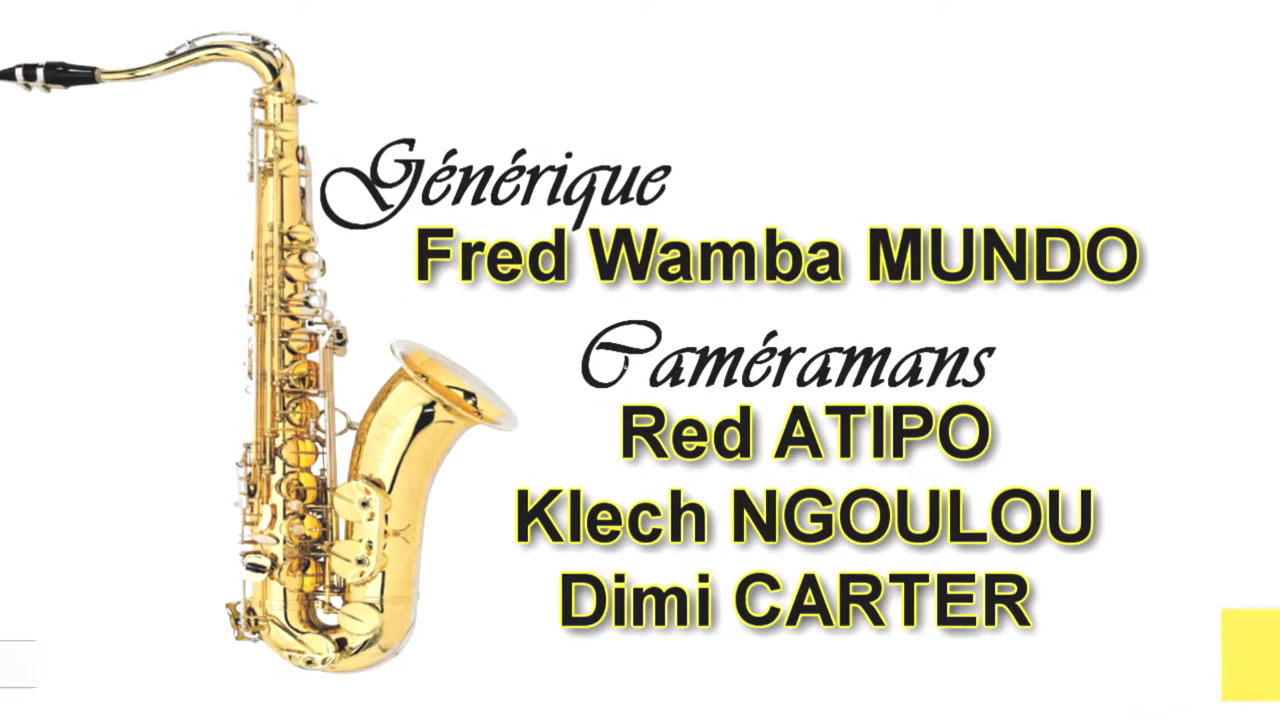 Générique
Fred Wamba MUNDO
Caméramans
Red ATIPO
Klech NGOULOU
Dimi CARTER